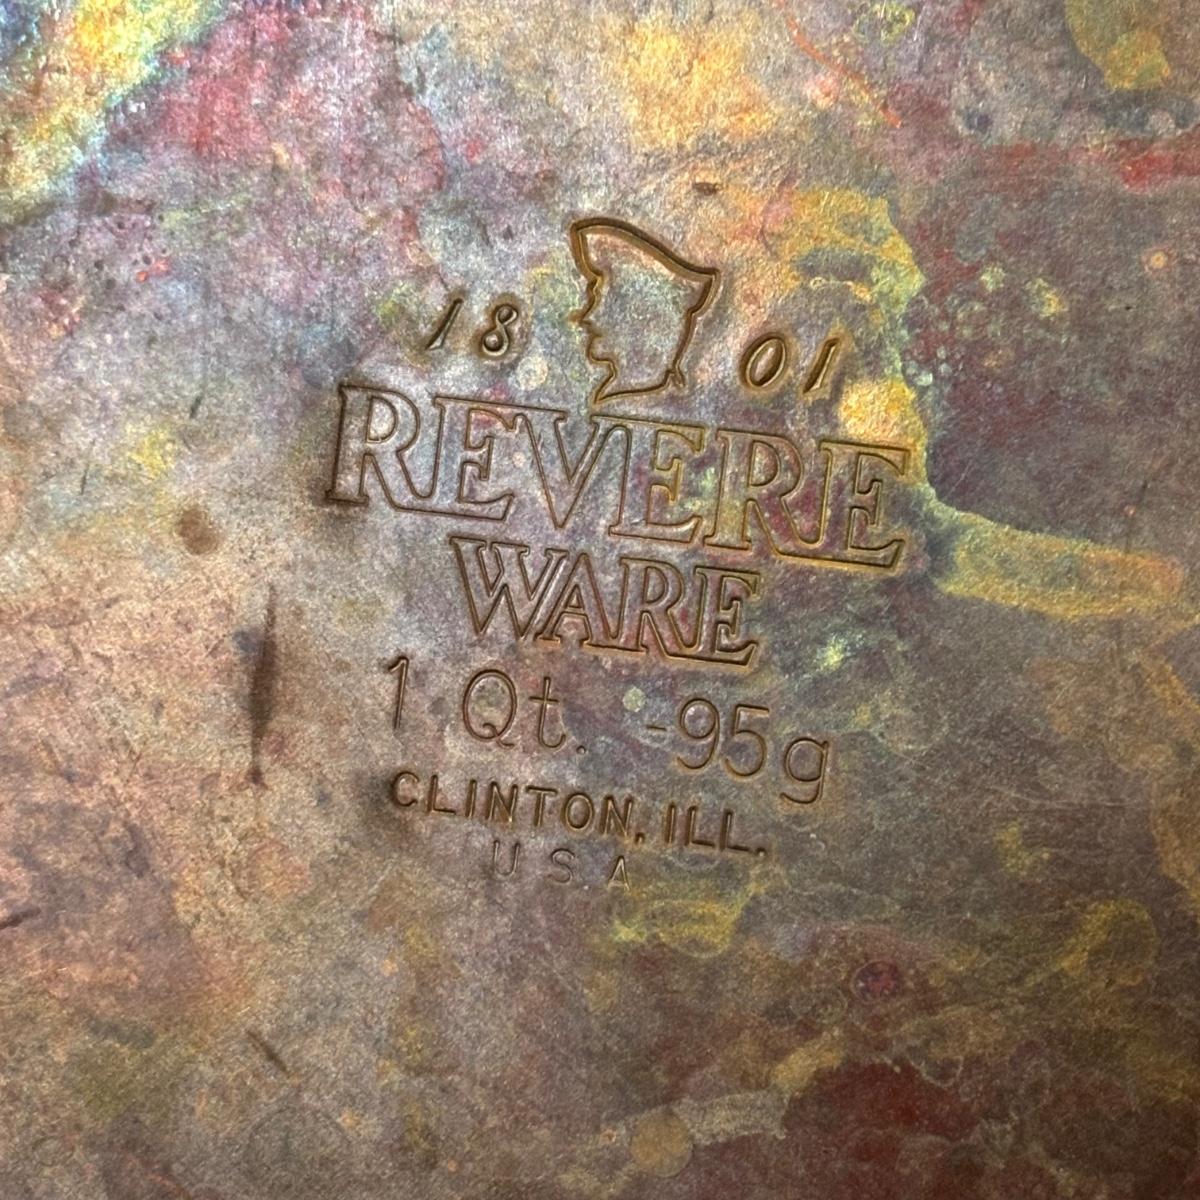 18 01
REVERE
WARE
1 Qt. -95g
CLINTON, ILL.
U S A